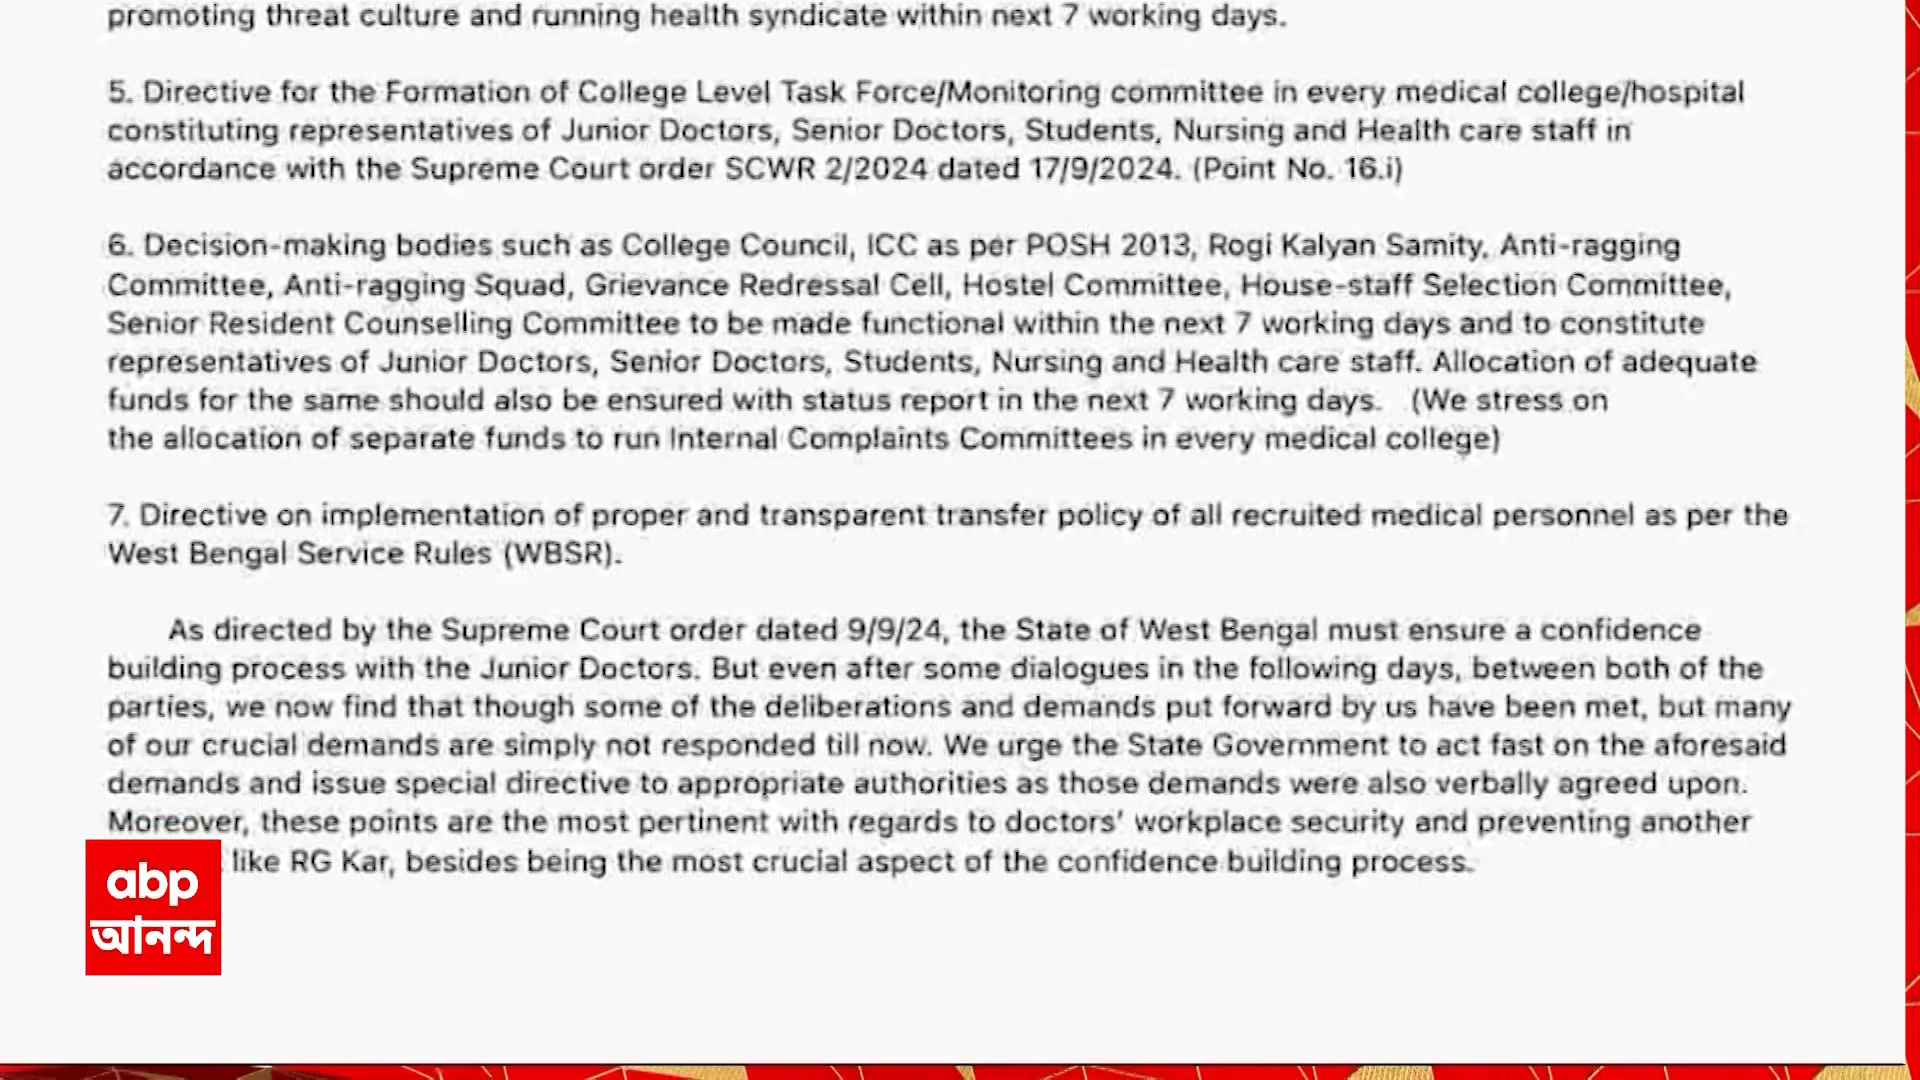 promoting threat culture and running health syndicate within next 7 working days.
5. Directive for the Formation of College Level Task Force/Monitoring committee in every medical college/hospital
constituting representatives of Junior Doctors, Senior Doctors, Students, Nursing and Health care staff in
accordance with the Supreme Court order SCWR 2/2024 dated 17/9/2024. (Point No. 16.i)
6. Decision-making bodies such as College Council, ICC as per POSH 2013, Rogi Kalyan Samity, Anti-ragging
Committee, Anti-ragging Squad, Grievance Redressal Cell, Hostel Committee, House-staff Selection Committee,
Senior Resident Counselling Committee to be made functional within the next 7 working days and to constitute
representatives of Junior Doctors, Senior Doctors, Students, Nursing and Health care staff. Allocation of adequate
funds for the same should also be ensured with status report in the next 7 working days. (We stress on
the allocation of separate funds to run Internal Complaints Committees in every medical college)
7. Directive on implementation of proper and transparent transfer policy of all recruited medical personnel as per the
West Bengal Service Rules (WBSR).
As directed by the Supreme Court order dated 9/9/24, the State of West Bengal must ensure a confidence
building process with the Junior Doctors. But even after some dialogues in the following days, between both of the
parties, we now find that though some of the deliberations and demands put forward by us have been met, but many
of our crucial demands are simply not responded till now. We urge the State Government to act fast on the aforesaid
demands and issue special directive to appropriate authorities as those demands were also verbally agreed upon.
Moreover, these points are the most pertinent with regards to doctors' workplace security and preventing another
like RG Kar, besides being the most crucial aspect of the confidence building process.
abp
আনন্দ